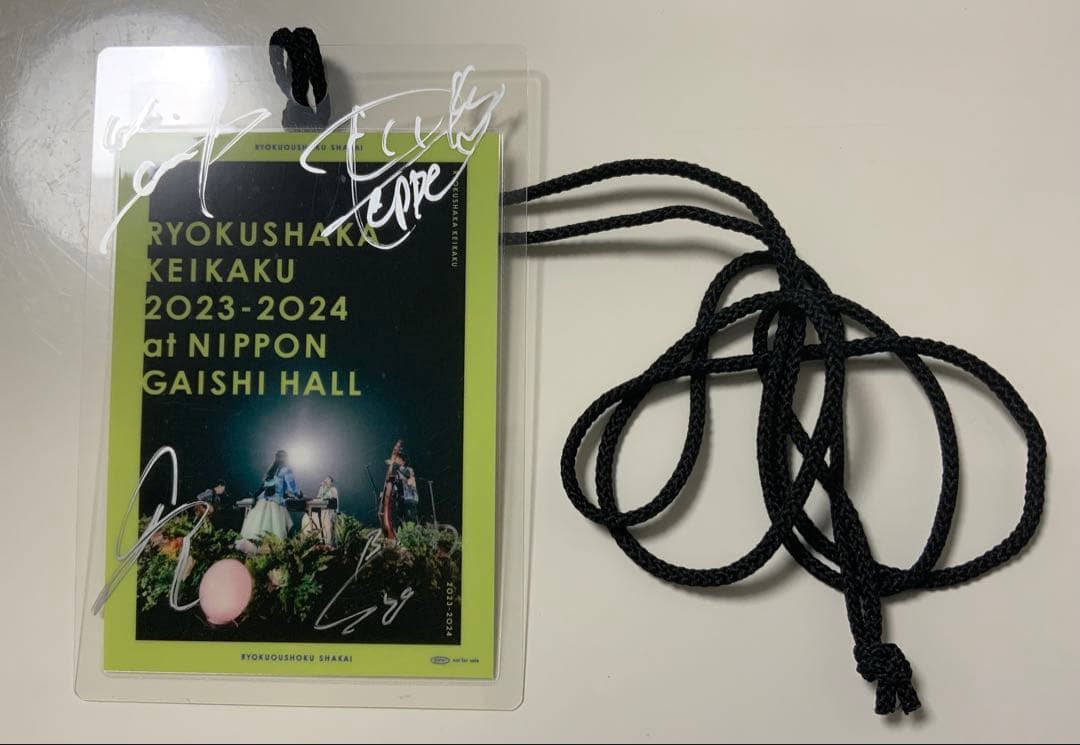 RYOKUOUSHOKU SHAKAI
RYOKUSHAKA KEIKAKU
eppe
RYOKUSHAKA
KEIKAKU
2023-2024
at NIPPON
GAISHI HALL
2023-2024
RYOKUOUSHOKU SHAKAI
not for sale